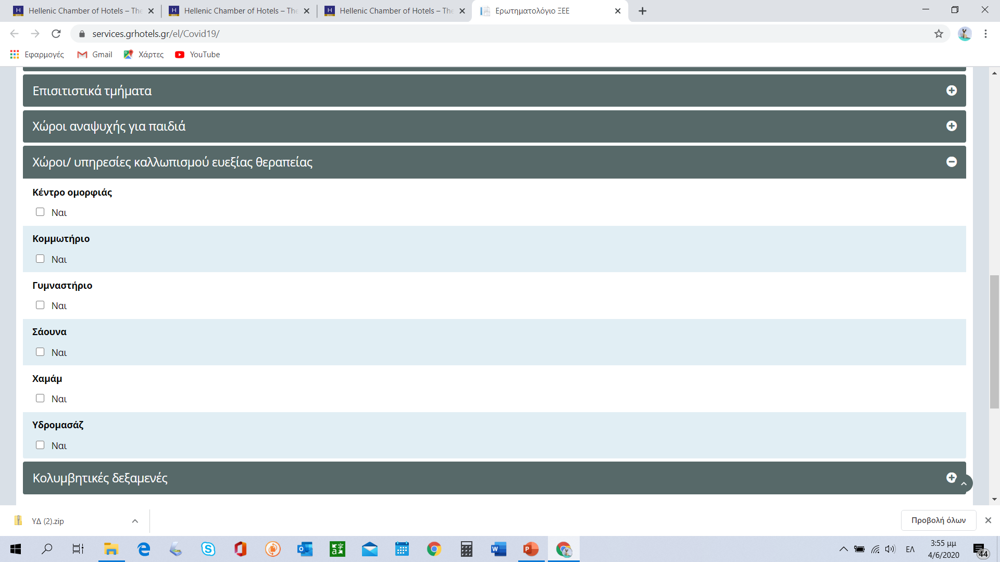 Hellenic Chamber of Hotels – The
Hellenic Chamber of Hotels – The
Hellenic Chamber of Hotels – The
Ερωτηματολόγιο ΞΕΕ
services.grhotels.gr/el/Covid19/
Εφαρμογές
Gmail
Χάρτες
YouTube
Επισιτιστικά τμήματα
Χώροι αναψυχής για παιδιά
Χώροι/ υπηρεσίες καλλωπισμού ευεξίας θεραπείας
Κέντρο ομορφιάς
Ναι
Κομμωτήριο
Ναι
Γυμναστήριο
Ναι
Σάουνα
Ναι
Χαμάμ
Ναι
Υδρομασάζ
Ναι
Κολυμβητικές δεξαμενές
ΥΔ (2).zip
Προβολή όλων
ΕΛ
3:55 μμ
4/6/2020
44